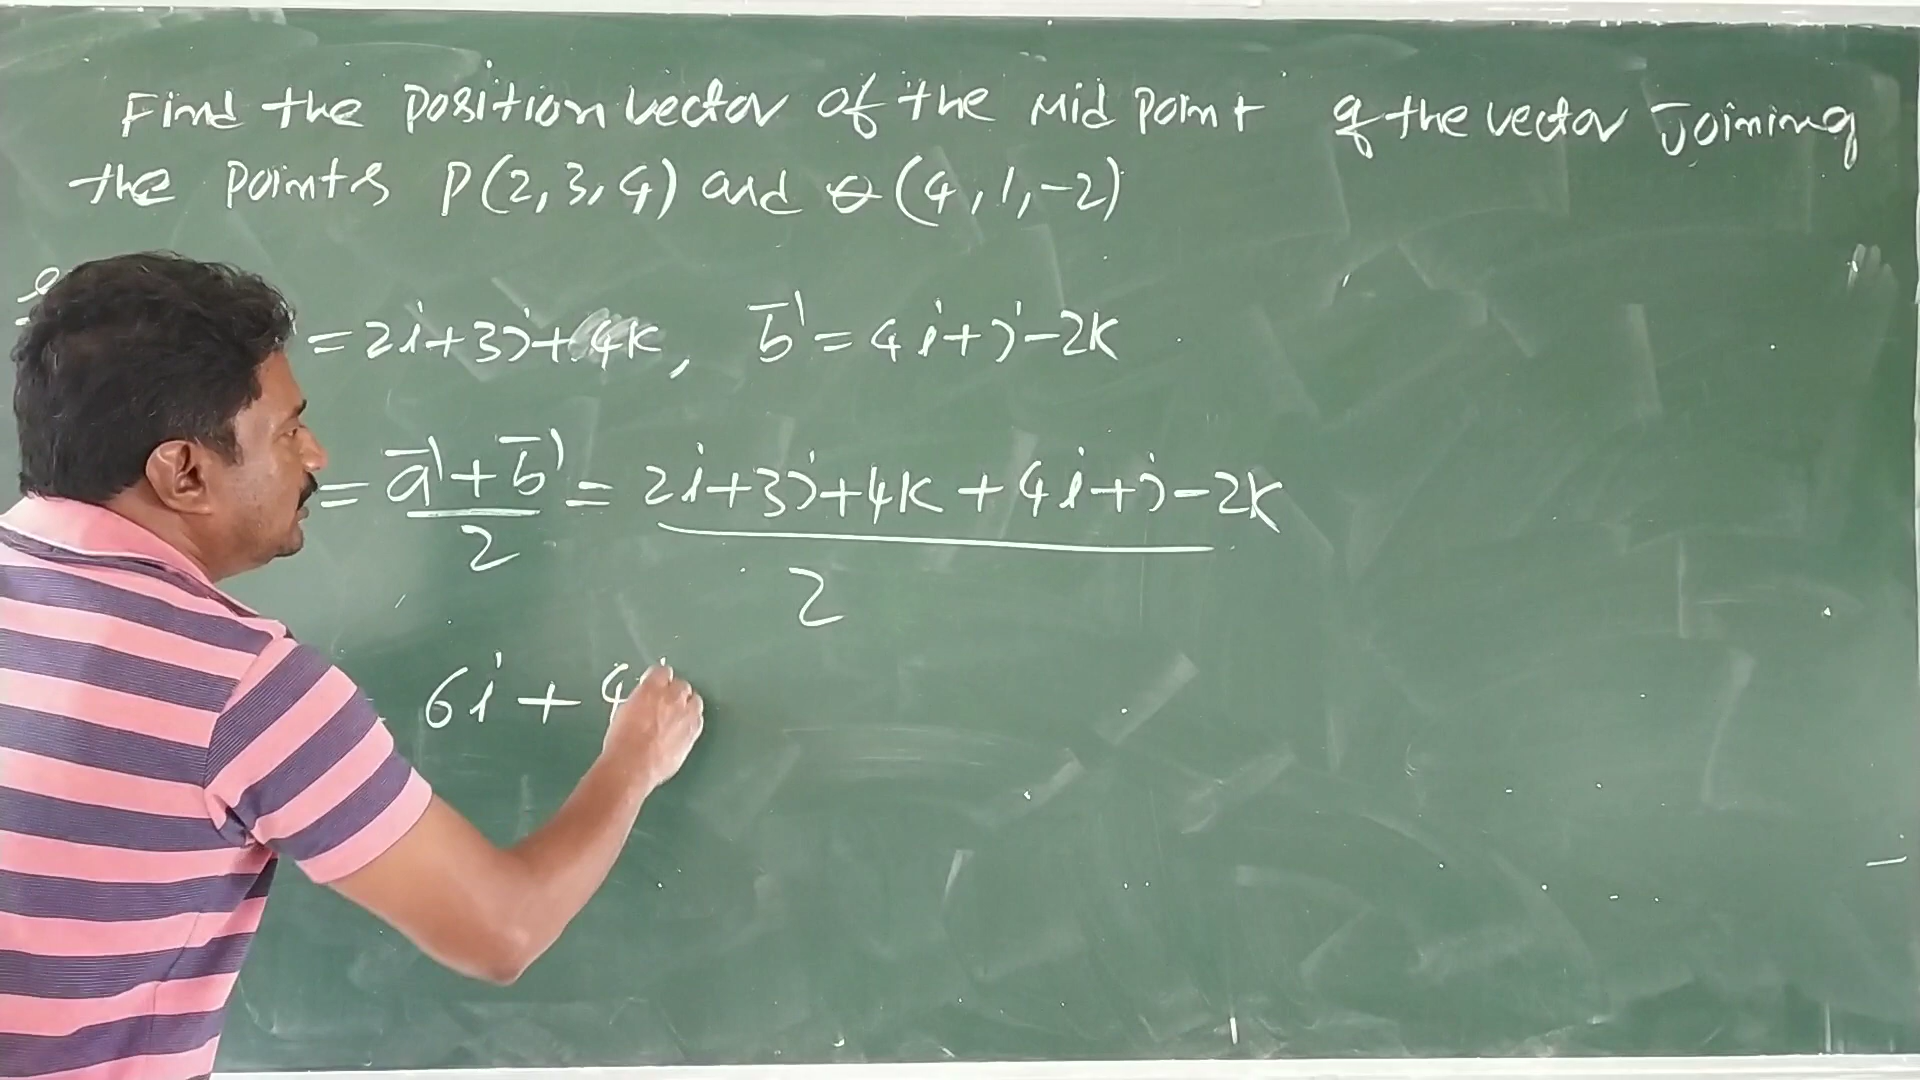 Find the position vector of the Mid point of the vector Joining
the points P(2,3,4) and Q(4,1,-2)
= 2i+3j+4k, b̅ = 4i+j-2k
= a̅+b̅/2 = 2i+3j+4k+4i+j-2k/2
6i + 4